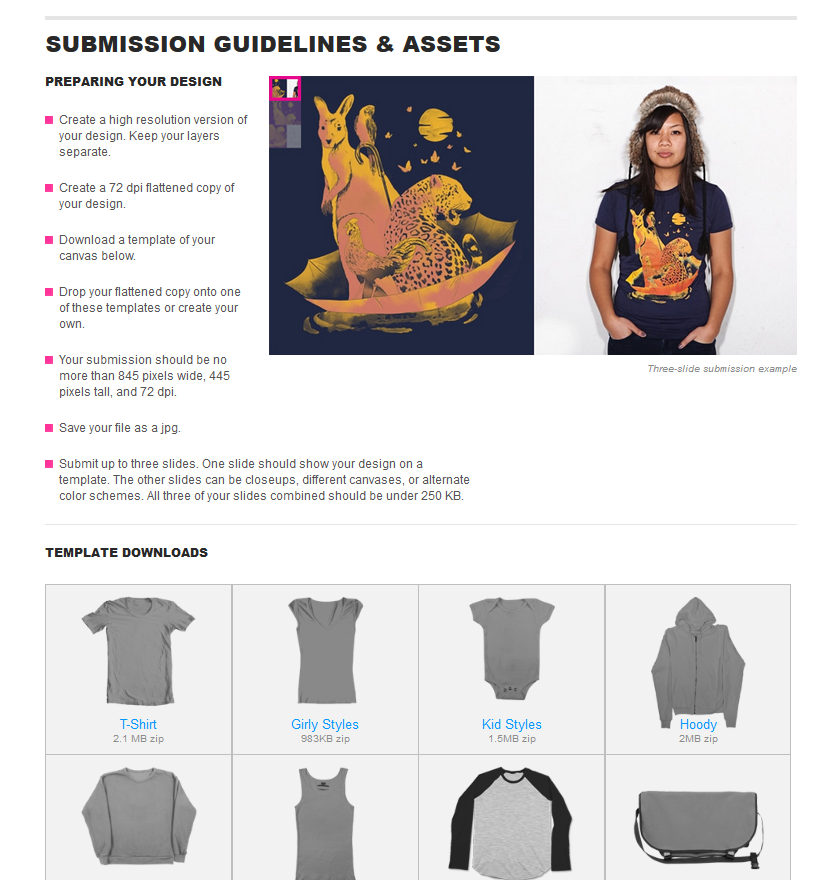 SUBMISSION GUIDELINES & ASSETS
PREPARING YOUR DESIGN
Create a high resolution version of
your design. Keep your layers
separate.
Create a 72 dpi flattened copy of
your design.
Download a template of your
canvas below.
Drop your flattened copy onto one
of these templates or create your
own.
Your submission should be no
more than 845 pixels wide, 445
pixels tall, and 72 dpi.
Save your file as a jpg.
Submit up to three slides. One slide should show your design on a
template. The other slides can be closeups, different canvases, or alternate
color schemes. All three of your slides combined should be under 250 KB.
Three-slide submission example
TEMPLATE DOWNLOADS
T-Shirt
2.1 MB zip
Girly Styles
983KB zip
Kid Styles
1.5MB zip
Hoody
2MB zip